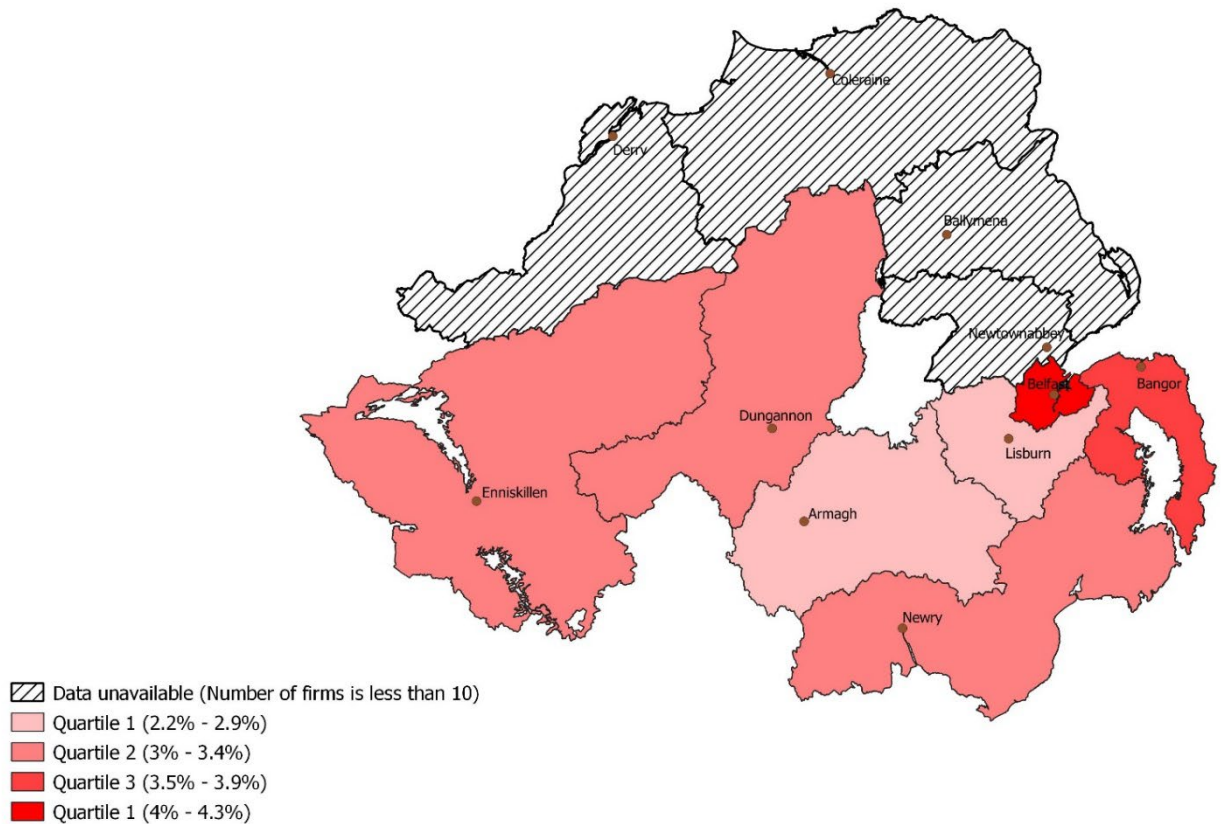 Coleraine
Derry
Ballymena
Newtownabbey
Belfast
Bangor
Dungannon
Lisburn
Enniskillen
Armagh
Newry
Data unavailable (Number of firms is less than 10)
Quartile 1 (2.2% - 2.9%)
Quartile 2 (3% - 3.4%)
Quartile 3 (3.5% - 3.9%)
Quartile 1 (4% - 4.3%)